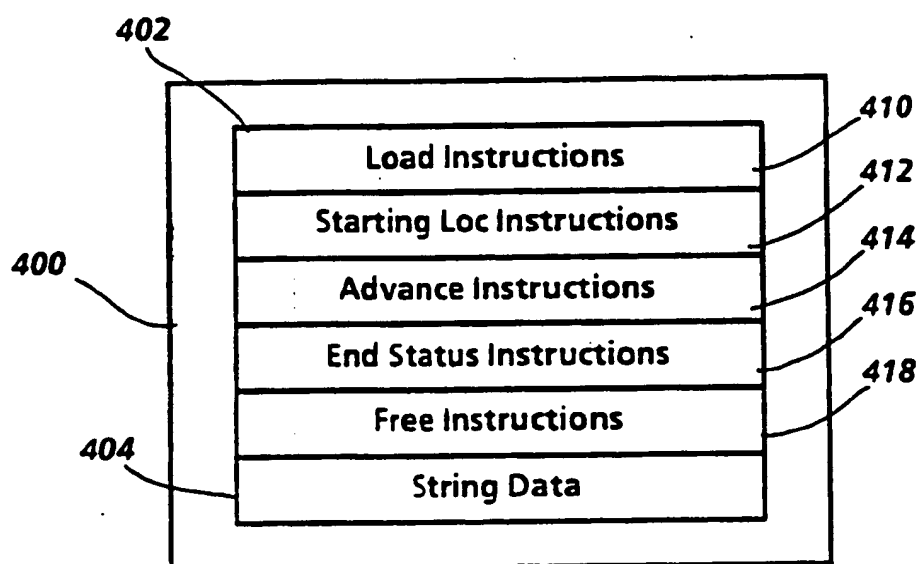 402
410
Load Instructions
412
Starting Loc Instructions
414
400
Advance Instructions
416
End Status Instructions
418
Free Instructions
404
String Data